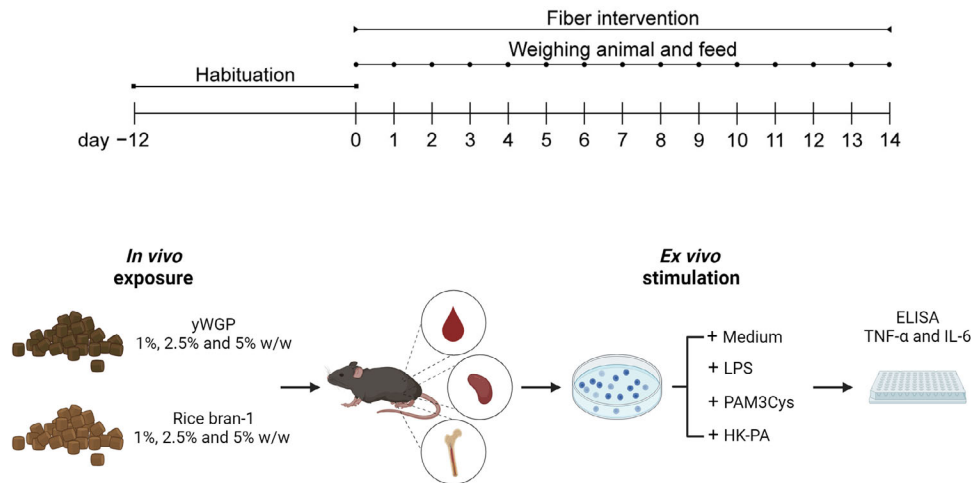 Fiber intervention
Weighing animal and feed
Habituation
day −12 0 1 2 3 4 5 6 7 8 9 10 11 12 13 14
In vivo
exposure
yWGP
1%, 2.5% and 5% w/w
Rice bran-1
1%, 2.5% and 5% w/w
Ex vivo
stimulation
+ Medium
+ LPS
+ PAM3Cys
+ HK-PA
ELISA
TNF-α and IL-6